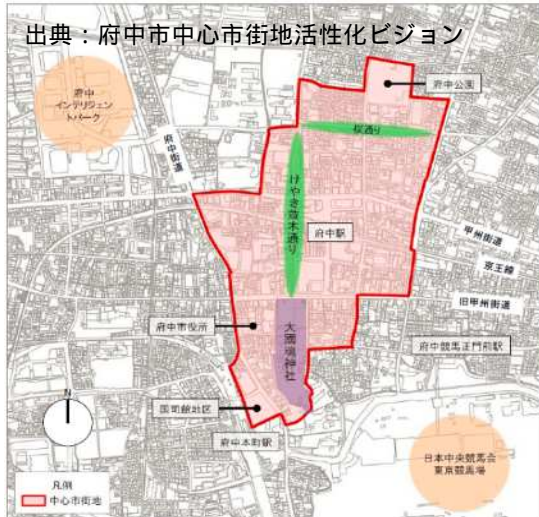 出典：府中市中心市街地活性化ビジョン
府中
インテリジェン
トパーク
府中公園
桜通り
府中街道
けやき並木通り
府中駅
甲州街道
京王線
旧甲州街道
府中市役所
大國魂神社
府中競馬正門前駅
国司館地区
N
府中本町駅
日本中央競馬会
東京競馬場
凡例
中心市街地